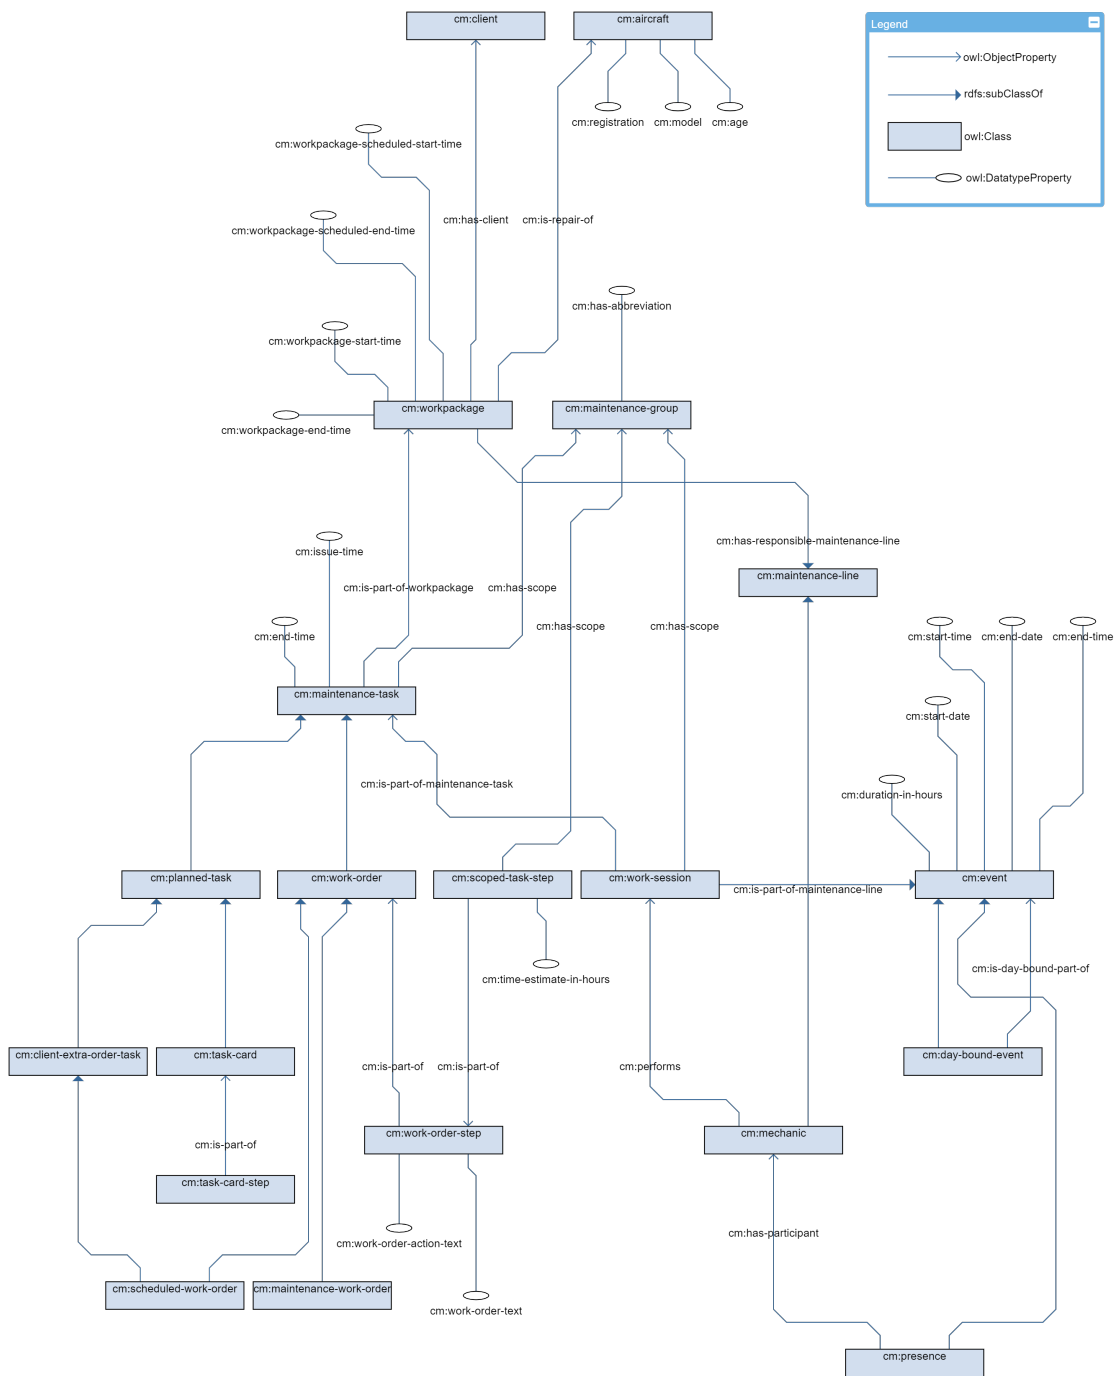 cm:client
cm:aircraft
Legend
owl:ObjectProperty
rdfs:subClassOf
owl:Class
owl:DatatypeProperty
cm:registration
cm:model
cm:age
cm:workpackage-scheduled-start-time
cm:has-client
cm:is-repair-of
cm:workpackage-scheduled-end-time
cm:has-abbreviation
cm:workpackage-start-time
cm:workpackage
cm:maintenance-group
cm:workpackage-end-time
cm:has-responsible-maintenance-line
cm:issue-time
cm:maintenance-line
cm:is-part-of-workpackage
cm:has-scope
cm:has-scope
cm:has-scope
cm:end-time
cm:start-time
cm:end-date
cm:end-time
cm:maintenance-task
cm:start-date
cm:is-part-of-maintenance-task
cm:duration-in-hours
cm:planned-task
cm:work-order
cm:scoped-task-step
cm:work-session
cm:is-part-of-maintenance-line
cm:event
cm:time-estimate-in-hours
cm:is-day-bound-part-of
cm:client-extra-order-task
cm:task-card
cm:is-part-of
cm:is-part-of
cm:performs
cm:day-bound-event
cm:is-part-of
cm:work-order-step
cm:mechanic
cm:task-card-step
cm:work-order-action-text
cm:has-participant
cm:scheduled-work-order
cm:maintenance-work-order
cm:work-order-text
cm:presence